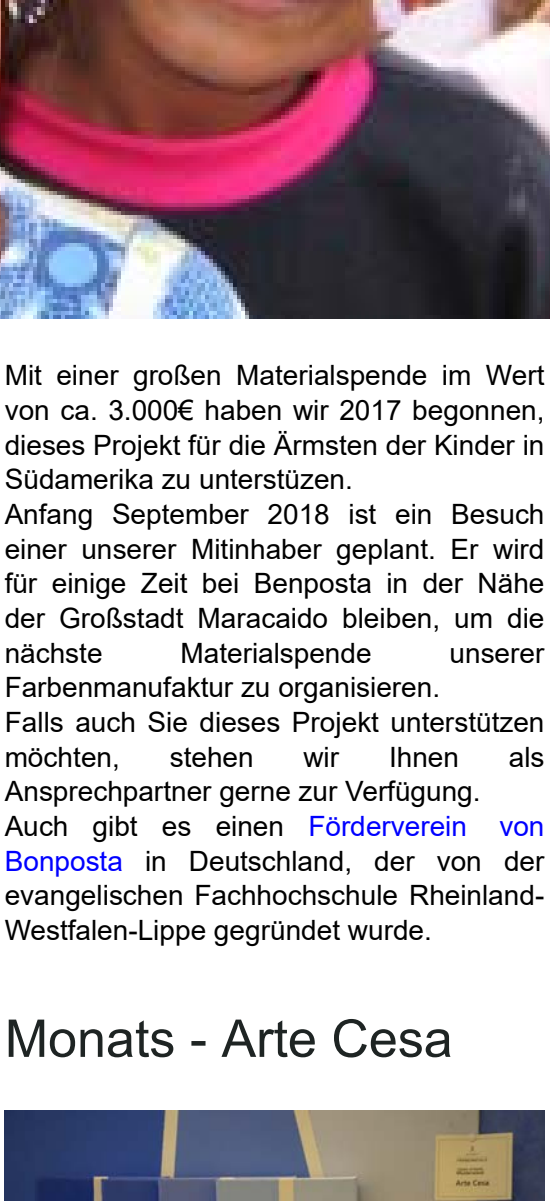 Mit einer großen Materialspende im Wert
von ca. 3.000€ haben wir 2017 begonnen,
dieses Projekt für die Ärmsten der Kinder in
Südamerika zu unterstüzen.
Anfang September 2018 ist ein Besuch
einer unserer Mitinhaber geplant. Er wird
für einige Zeit bei Benposta in der Nähe
der Großstadt Maracaido bleiben, um die
nächste Materialspende unserer
Farbenmanufaktur zu organisieren.
Falls auch Sie dieses Projekt unterstützen
möchten, stehen wir Ihnen als
Ansprechpartner gerne zur Verfügung.
Auch gibt es einen Förderverein von
Bonposta in Deutschland, der von der
evangelischen Fachhochschule Rheinland-
Westfalen-Lippe gegründet wurde.
Monats - Arte Cesa
Arte Cesa